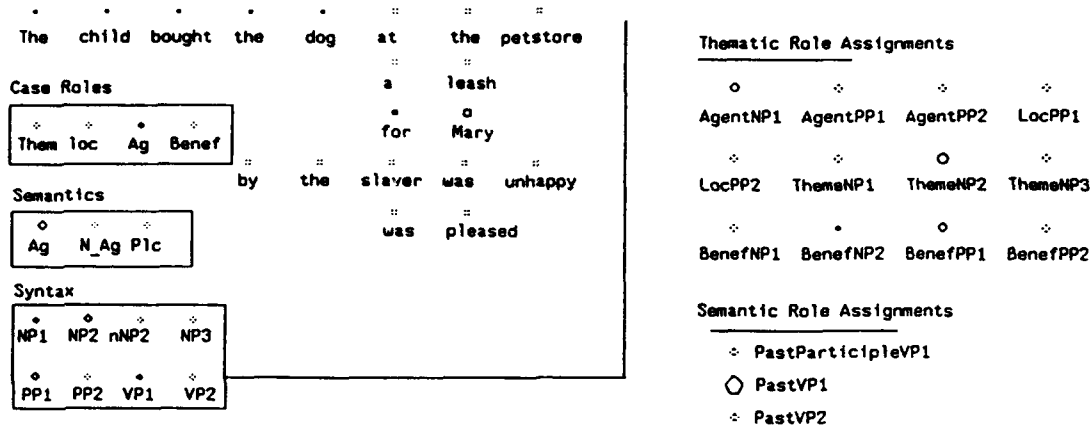 The child bought the dog at the petstore
a leash
Case Roles
for Mary
Them loc Ag Benef
by the slaver was unhappy
Semantics
was pleased
Ag N_Ag Plc
Syntax
NP1 NP2 nNP2 NP3
PP1 PP2 VP1 VP2
Thematic Role Assignments
AgentNP1 AgentPP1 AgentPP2 LocPP1
LocPP2 ThemeNP1 ThemeNP2 ThemeNP3
BenefNP1 BenefNP2 BenefPP1 BenefPP2
Semantic Role Assignments
PastParticipleVP1
PastVP1
PastVP2